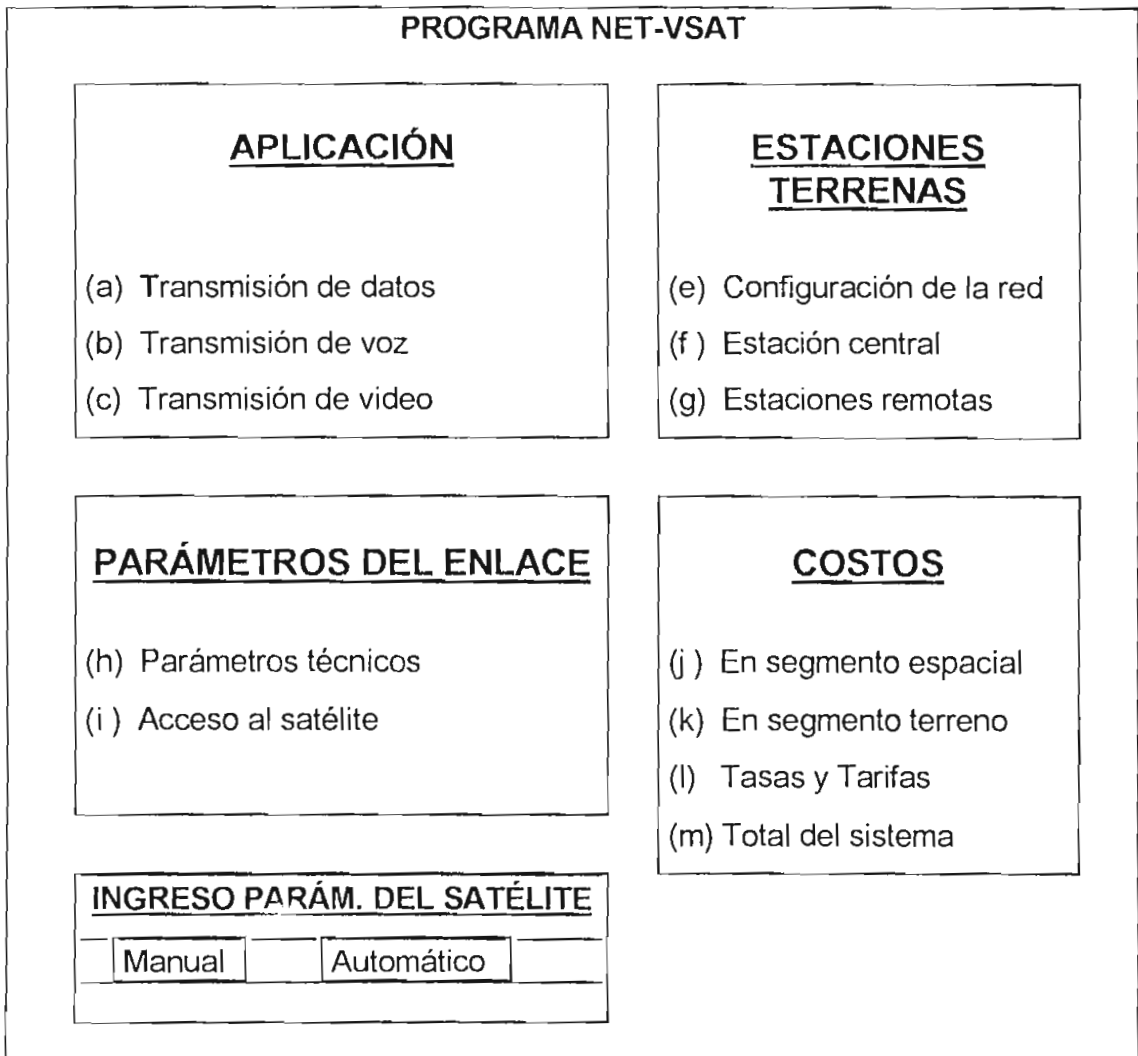 PROGRAMA NET-VSAT
APLICACIÓN
(a) Transmisión de datos
(b) Transmisión de voz
(c) Transmisión de video
ESTACIONES
TERRENAS
(e) Configuración de la red
(f ) Estación central
(g) Estaciones remotas
PARÁMETROS DEL ENLACE
(h) Parámetros técnicos
(i ) Acceso al satélite
COSTOS
(j ) En segmento espacial
(k) En segmento terreno
(l) Tasas y Tarifas
(m) Total del sistema
INGRESO PARÁM. DEL SATÉLITE
Manual Automático